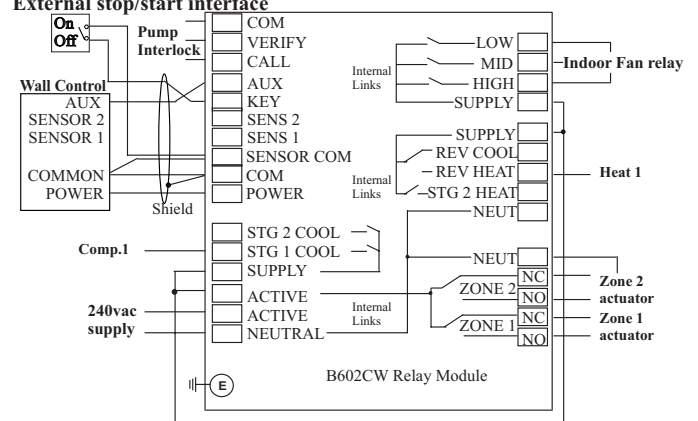 External stop/start interface
On
Off
Pump
Interlock
Wall Control
AUX
SENSOR 2
SENSOR 1
COMMON
POWER
Shield
Comp.1
240vac
supply
COM
VERIFY
CALL
AUX
KEY
SENS 2
SENS 1
SENSOR COM
COM
POWER
STG 2 COOL
STG 1 COOL
SUPPLY
ACTIVE
ACTIVE
NEUTRAL
E
Internal
Links
LOW
MID
HIGH
SUPPLY
Indoor Fan relay
Internal
Links
SUPPLY
REV COOL
REV HEAT
STG 2 HEAT
NEUT
Heat 1
Internal
Links
NEUT
ZONE 2
NC
NO
ZONE 1
NC
NO
Zone 2
actuator
Zone 1
actuator
B602CW Relay Module